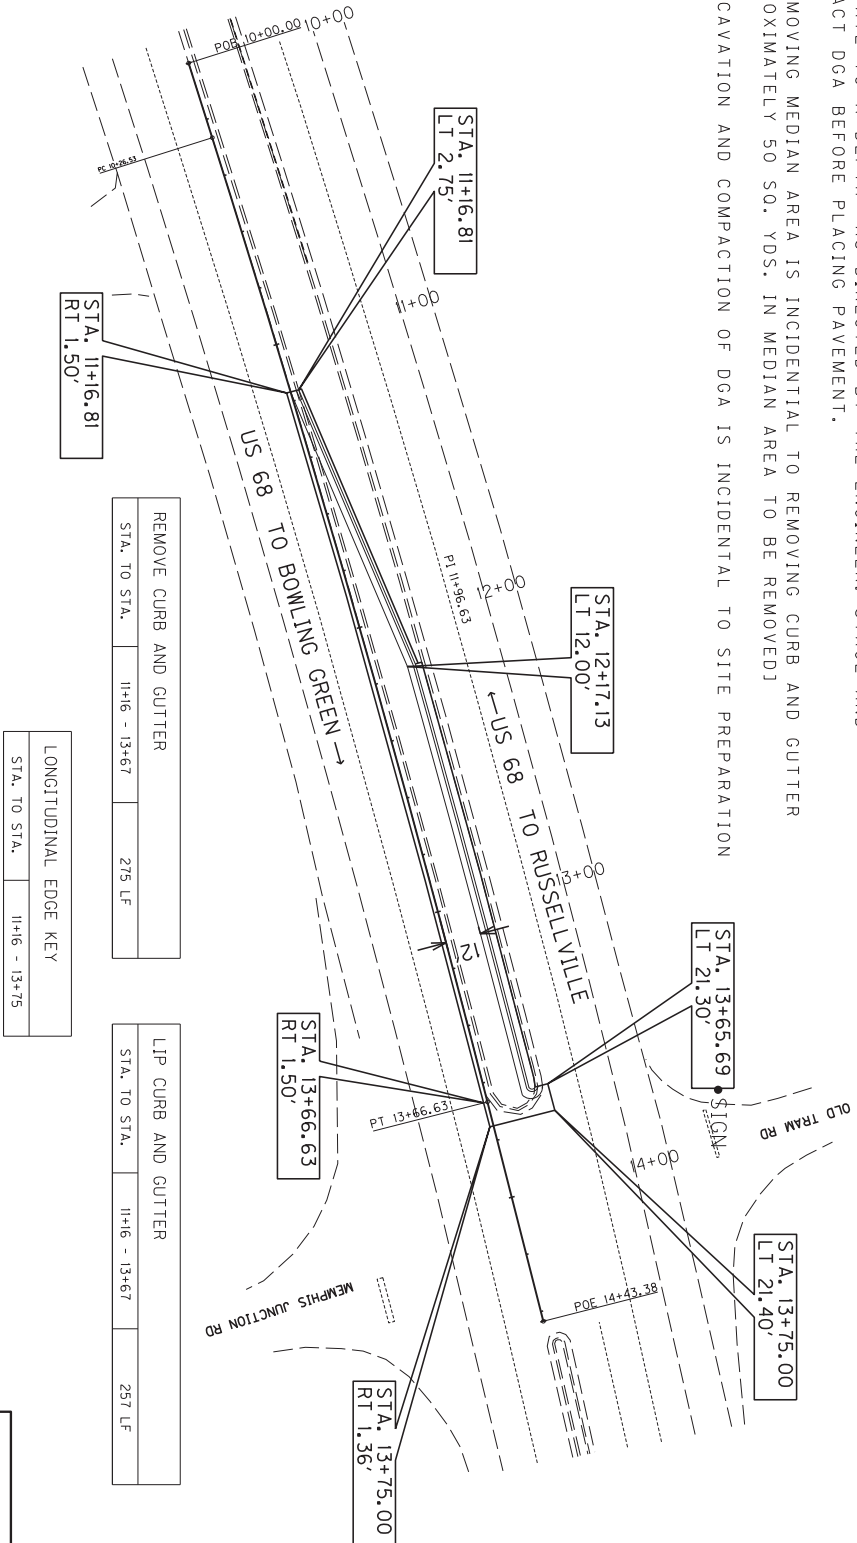 ACT DGA BEFORE PLACING PAVEMENT.
MOVING MEDIAN AREA IS INCIDENTAL TO REMOVING CURB AND GUTTER
OXIMATELY 50 SQ. YDS. IN MEDIAN AREA TO BE REMOVED]
CAVATION AND COMPACTION OF DGA IS INCIDENTAL TO SITE PREPARATION
POB 10+00.00
10+00
PC 10+26.53
STA. 11+16.81
LT 2.75'
11+00
STA. 11+16.81
RT 1.50'
US 68 TO BOWLING GREEN →
PI 11+96.63
12+00
STA. 12+17.13
LT 12.00'
← US 68 TO RUSSELLVILLE
13+00
12'
STA. 13+65.69
LT 21.30'
SIGN
OLD TRAM RD
STA. 13+66.63
RT 1.50'
PT 13+66.63
14+00
STA. 13+75.00
LT 21.40'
POE 14+43.38
MEMPHIS JUNCTION RD
STA. 13+75.00
RT 1.36'
REMOVE CURB AND GUTTER
STA. TO STA. 11+16 - 13+67 275 LF
LIP CURB AND GUTTER
STA. TO STA. 11+16 - 13+67 257 LF
LONGITUDINAL EDGE KEY
STA. TO STA. 11+16 - 13+75